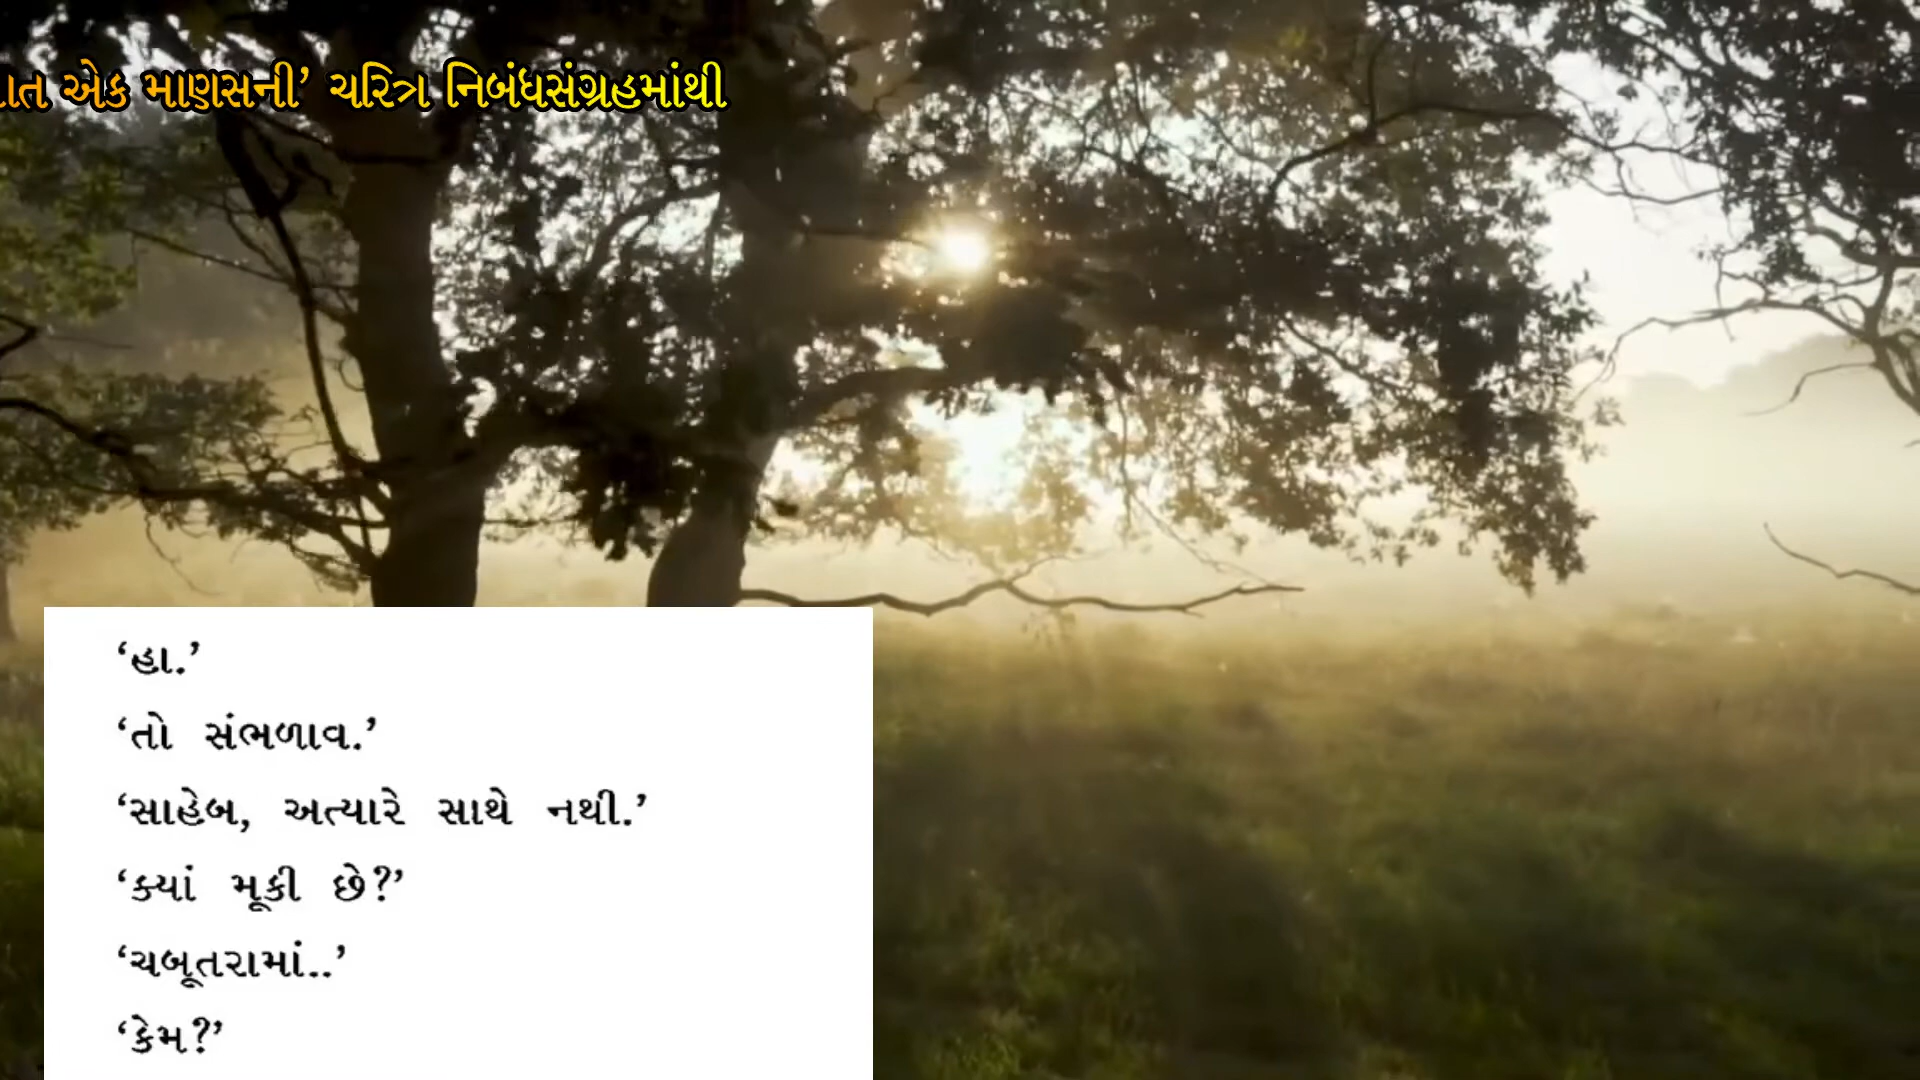 એક માણસની’ ચરિત્ર નિબંધસંગ્રહમાંથી
‘હા.’
‘તો સંભળાવ.’
‘સાહેબ, અત્યારે સાથે નથી.’
‘ક્યાં મૂકી છે?’
‘ચબૂતરામાં..’
‘કેમ?’